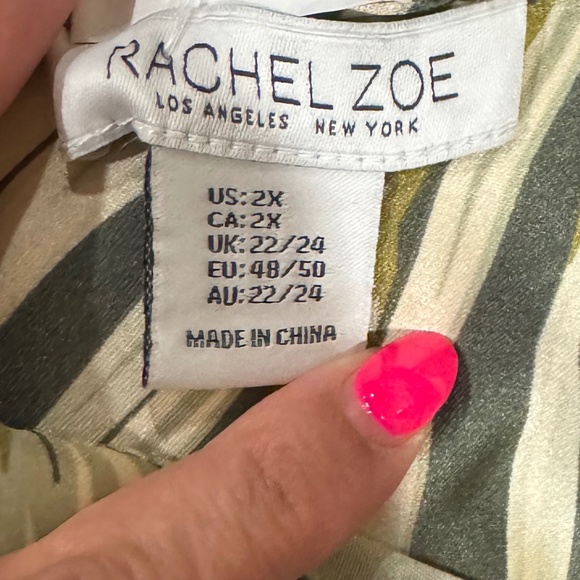 RACHEL ZOE
LOS ANGELES NEW YORK
US:2X
CA:2X
UK:22/24
EU:48/50
AU:22/24
MADE IN CHINA